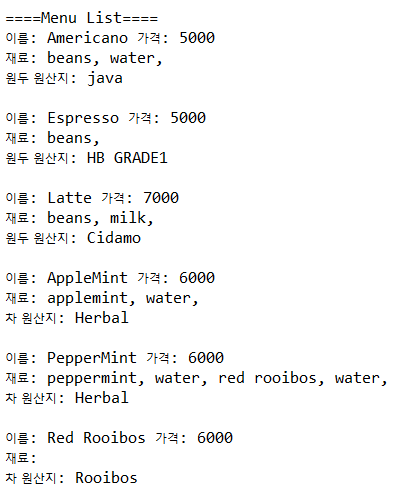 ====Menu List====
이름: Americano 가격: 5000
재료: beans, water,
원두 원산지: java
이름: Espresso 가격: 5000
재료: beans,
원두 원산지: HB GRADE1
이름: Latte 가격: 7000
재료: beans, milk,
원두 원산지: Cidamo
이름: AppleMint 가격: 6000
재료: applemint, water,
차 원산지: Herbal
이름: PepperMint 가격: 6000
재료: peppermint, water, red rooibos, water,
차 원산지: Herbal
이름: Red Rooibos 가격: 6000
재료:
차 원산지: Rooibos